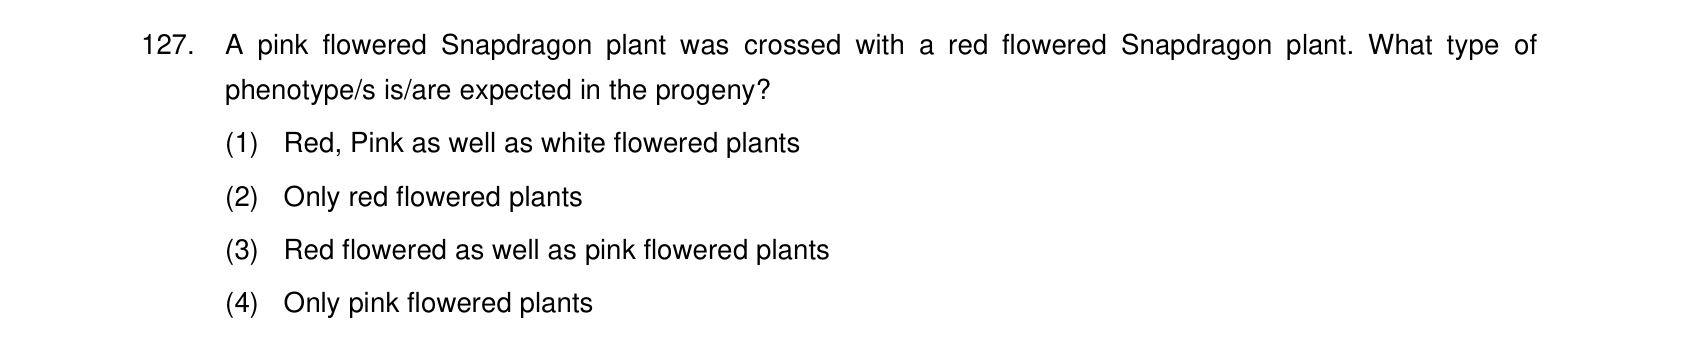 127. A pink flowered Snapdragon plant was crossed with a red flowered Snapdragon plant. What type of
phenotype/s is/are expected in the progeny?
(1) Red, Pink as well as white flowered plants
(2) Only red flowered plants
(3) Red flowered as well as pink flowered plants
(4) Only pink flowered plants